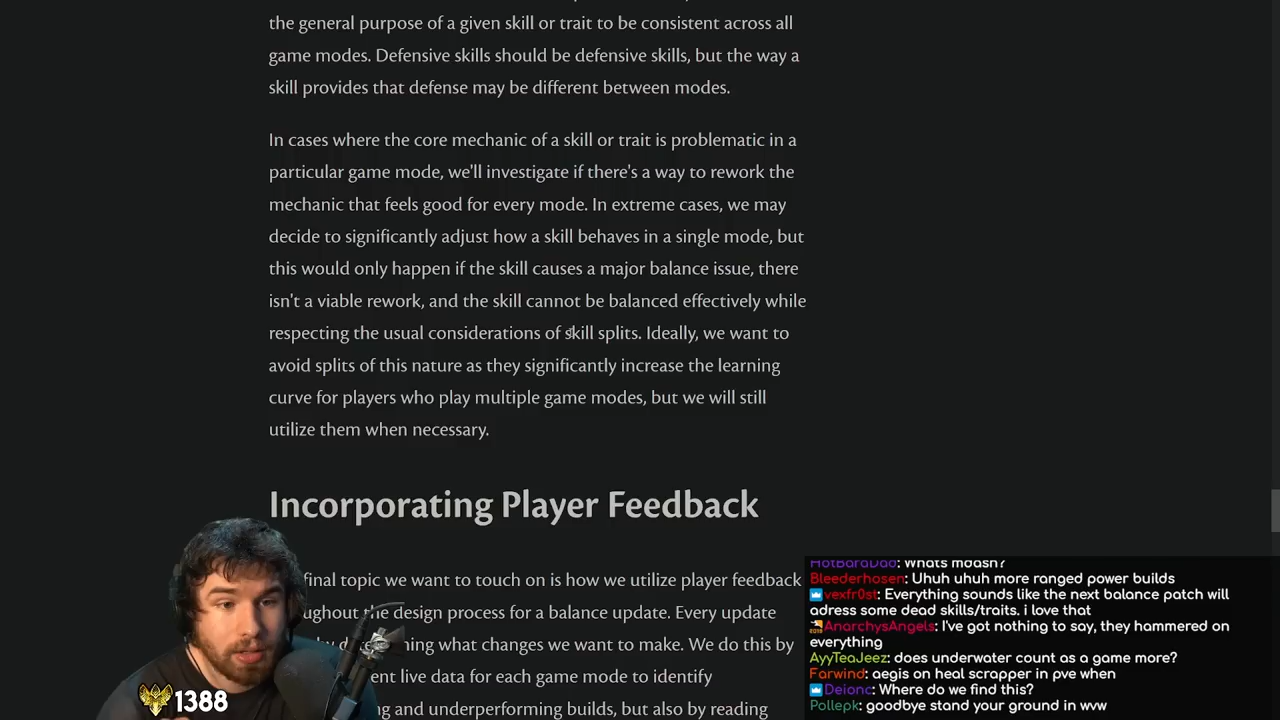 the general purpose of a given skill or trait to be consistent across all
game modes. Defensive skills should be defensive skills, but the way a
skill provides that defense may be different between modes.
In cases where the core mechanic of a skill or trait is problematic in a
particular game mode, we'll investigate if there's a way to rework the
mechanic that feels good for every mode. In extreme cases, we may
decide to significantly adjust how a skill behaves in a single mode, but
this would only happen if the skill causes a major balance issue, there
isn't a viable rework, and the skill cannot be balanced effectively while
respecting the usual considerations of skill splits. Ideally, we want to
avoid splits of this nature as they significantly increase the learning
curve for players who play multiple game modes, but we will still
utilize them when necessary.
Incorporating Player Feedback
final topic we want to touch on is how we utilize player feedback
ughout the design process for a balance update. Every update
ning what changes we want to make. We do this by
ent live data for each game mode to identify
ng and underperforming builds, but also by reading
1388
HotBaraDad: Whats moash?
Bleederhosen: Uhuh uhuh more ranged power builds
vexfr0st: Everything sounds like the next balance patch will
adress some dead skills/traits. i love that
AnarchysAngels: I've got nothing to say, they hammered on
everything
AyyTeaJeez: does underwater count as a game more?
Farwind: aegis on heal scrapper in pve when
Deionc: Where do we find this?
Pollepk: goodbye stand your ground in wvw